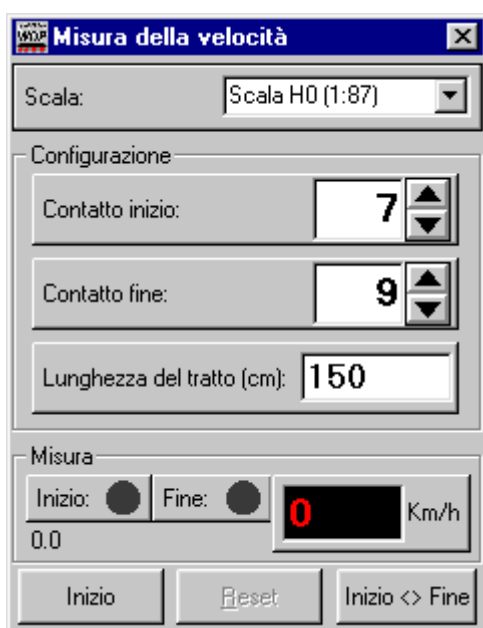 Misura della velocità
Scala: Scala H0 (1:87)
Configurazione
Contatto inizio: 7
Contatto fine: 9
Lunghezza del tratto (cm): 150
Misura
Inizio: Fine: 0 Km/h
0.0
Inizio Reset Inizio <> Fine